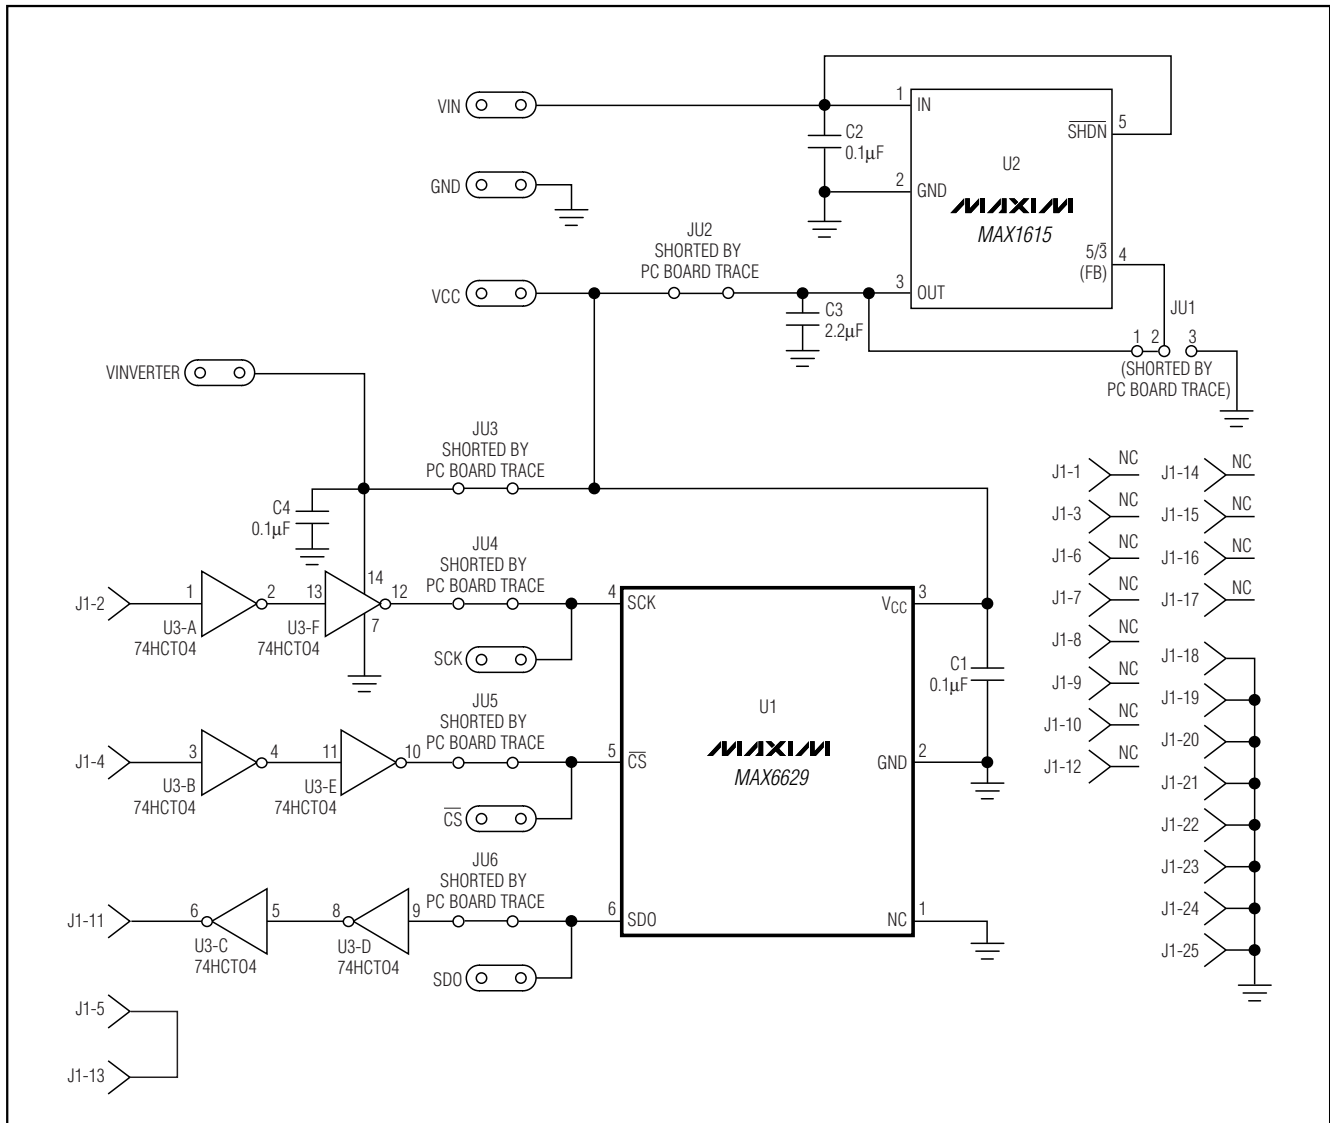 VIN
1
IN
C2
0.1µF
SHDN
5
U2
GND
2
GND
MAXIM
MAX1615
JU2
SHORTED BY
PC BOARD TRACE
5/3
(FB)
4
VCC
3
OUT
C3
2.2µF
JU1
1 2 3
(SHORTED BY
PC BOARD TRACE)
VINVERTER
JU3
SHORTED BY
PC BOARD TRACE
C4
0.1µF
JU4
SHORTED BY
PC BOARD TRACE
J1-2
1
2
13
14
12
7
U3-A
74HCTO4
U3-F
74HCTO4
4
SCK
VCC
3
SCK
C1
0.1µF
JU5
SHORTED BY
PC BOARD TRACE
U1
J1-4
3
4
11
10
U3-B
74HCTO4
U3-E
74HCTO4
5
CS
MAXIM
MAX6629
GND
2
CS
JU6
SHORTED BY
PC BOARD TRACE
J1-11
6
5
8
9
U3-C
74HCTO4
U3-D
74HCTO4
6
SDO
NC
1
SDO
J1-5
J1-13
J1-1 NC
J1-3 NC
J1-6 NC
J1-7 NC
J1-8 NC
J1-9 NC
J1-10 NC
J1-12 NC
J1-14 NC
J1-15 NC
J1-16 NC
J1-17 NC
J1-18
J1-19
J1-20
J1-21
J1-22
J1-23
J1-24
J1-25